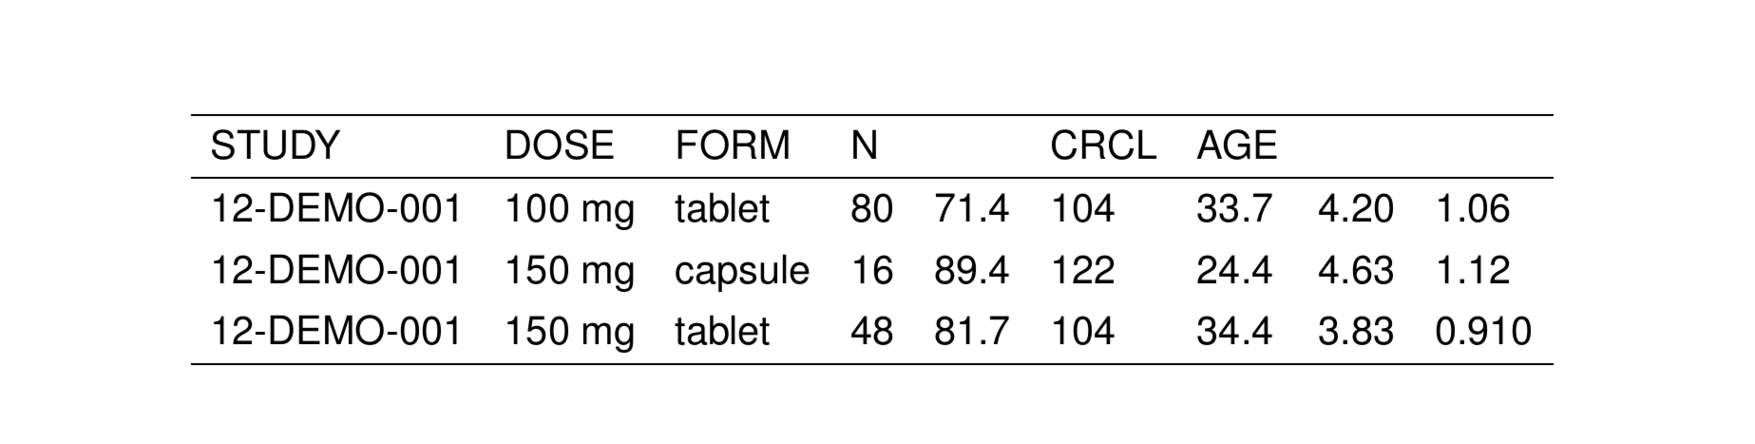 STUDY DOSE FORM N CRCL AGE
12-DEMO-001 100 mg tablet 80 71.4 104 33.7 4.20 1.06
12-DEMO-001 150 mg capsule 16 89.4 122 24.4 4.63 1.12
12-DEMO-001 150 mg tablet 48 81.7 104 34.4 3.83 0.910